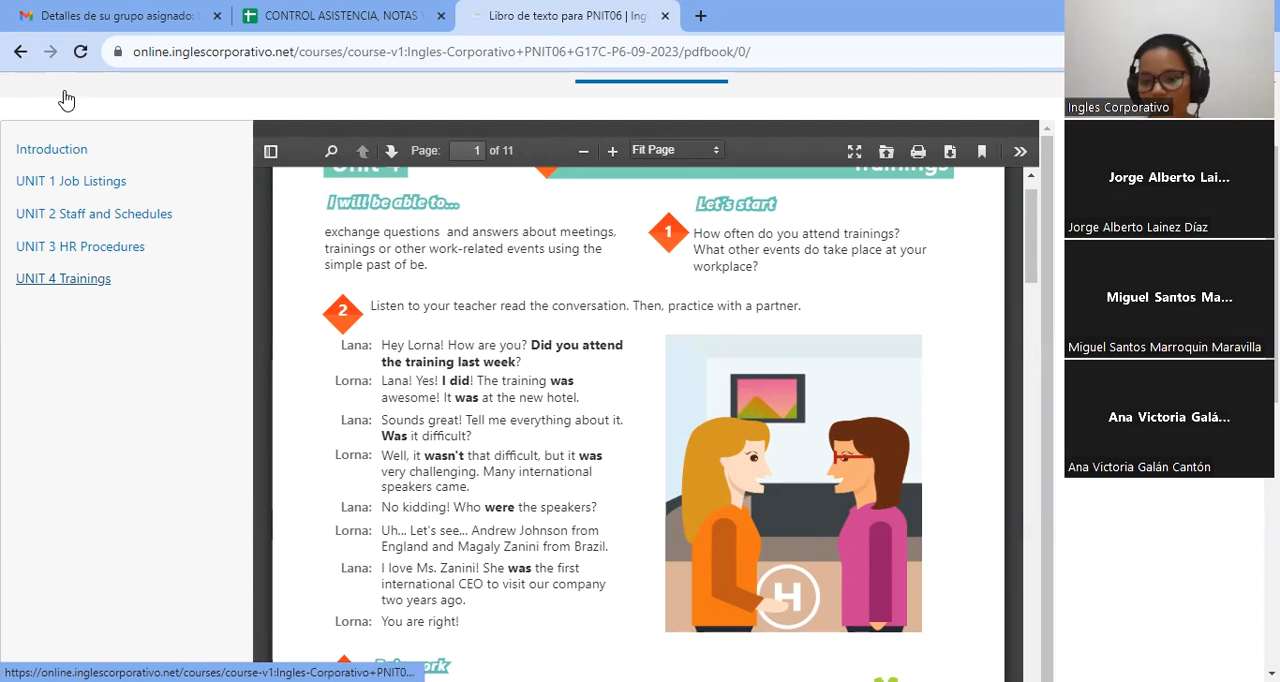 Detalles de su grupo asignado:
CONTROL ASISTENCIA, NOTAS Y
Libro de texto para PNIT06 | Ing
online.inglescorporativo.net/courses/course-v1:Ingles-Corporativo+PNIT06+G17C-P6-09-2023/pdfbook/0/
Introduction
UNIT 1 Job Listings
UNIT 2 Staff and Schedules
UNIT 3 HR Procedures
UNIT 4 Trainings
Page: 1 of 11
Fit Page
Unit 4
Trainings
I will be able to...
exchange questions and answers about meetings,
trainings or other work-related events using the
simple past of be.
Let's start
1
How often do you attend trainings?
What other events do take place at your
workplace?
2
Listen to your teacher read the conversation. Then, practice with a partner.
Lana: Hey Lorna! How are you? Did you attend
the training last week?
Lorna: Lana! Yes! I did! The training was
awesome! It was at the new hotel.
Lana: Sounds great! Tell me everything about it.
Was it difficult?
Lorna: Well, it wasn't that difficult, but it was
very challenging. Many international
speakers came.
Lana: No kidding! Who were the speakers?
Lorna: Uh... Let's see... Andrew Johnson from
England and Magaly Zanini from Brazil.
Lana: I love Ms. Zanini! She was the first
international CEO to visit our company
two years ago.
Lorna: You are right!
H
https://online.inglescorporativo.net/courses/course-v1:Ingles-Corporativo+PNIT0...
Ingles Corporativo
Jorge Alberto Lai...
Jorge Alberto Lainez Díaz
Miguel Santos Ma...
Miguel Santos Marroquin Maravilla
Ana Victoria Galá...
Ana Victoria Galán Cantón